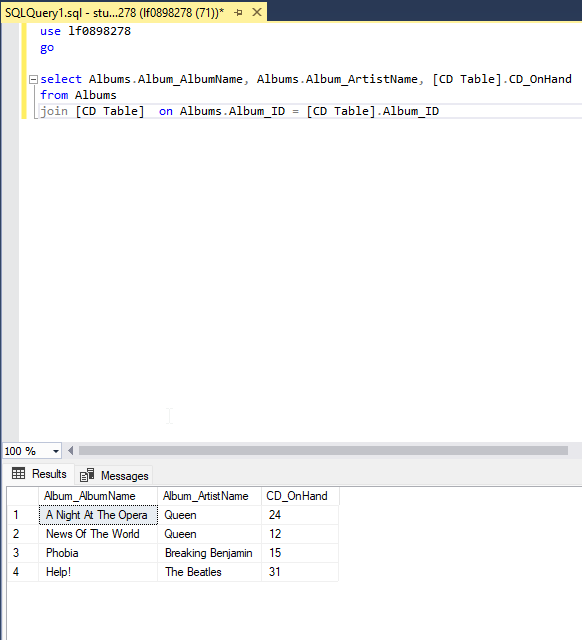 SQLQuery1.sql - stu...278 (lf0898278 (71))*
use lf0898278
go
select Albums.Album_AlbumName, Albums.Album_ArtistName, [CD Table].CD_OnHand
from Albums
join [CD Table]  on Albums.Album_ID = [CD Table].Album_ID
100 %
Results Messages
Album_AlbumName Album_ArtistName CD_OnHand
1 A Night At The Opera Queen 24
2 News Of The World Queen 12
3 Phobia Breaking Benjamin 15
4 Help! The Beatles 31